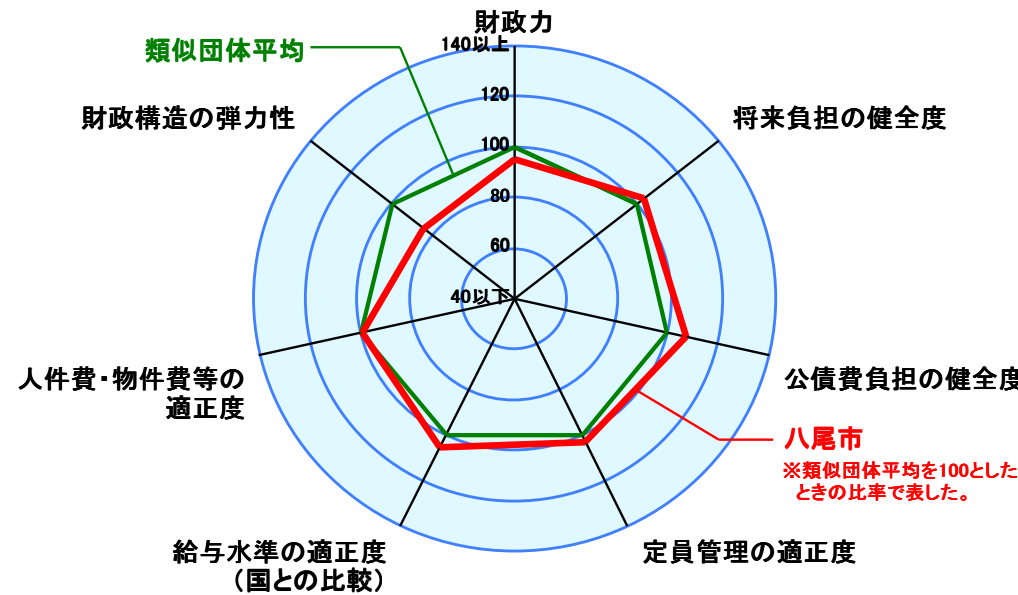 財政力
140以上
類似団体平均
120
財政構造の弾力性
将来負担の健全度
100
80
60
40以下
人件費・物件費等の
適正度
公債費負担の健全度
八尾市
※類似団体平均を100とした
ときの比率で表した。
給与水準の適正度
（国との比較）
定員管理の適正度